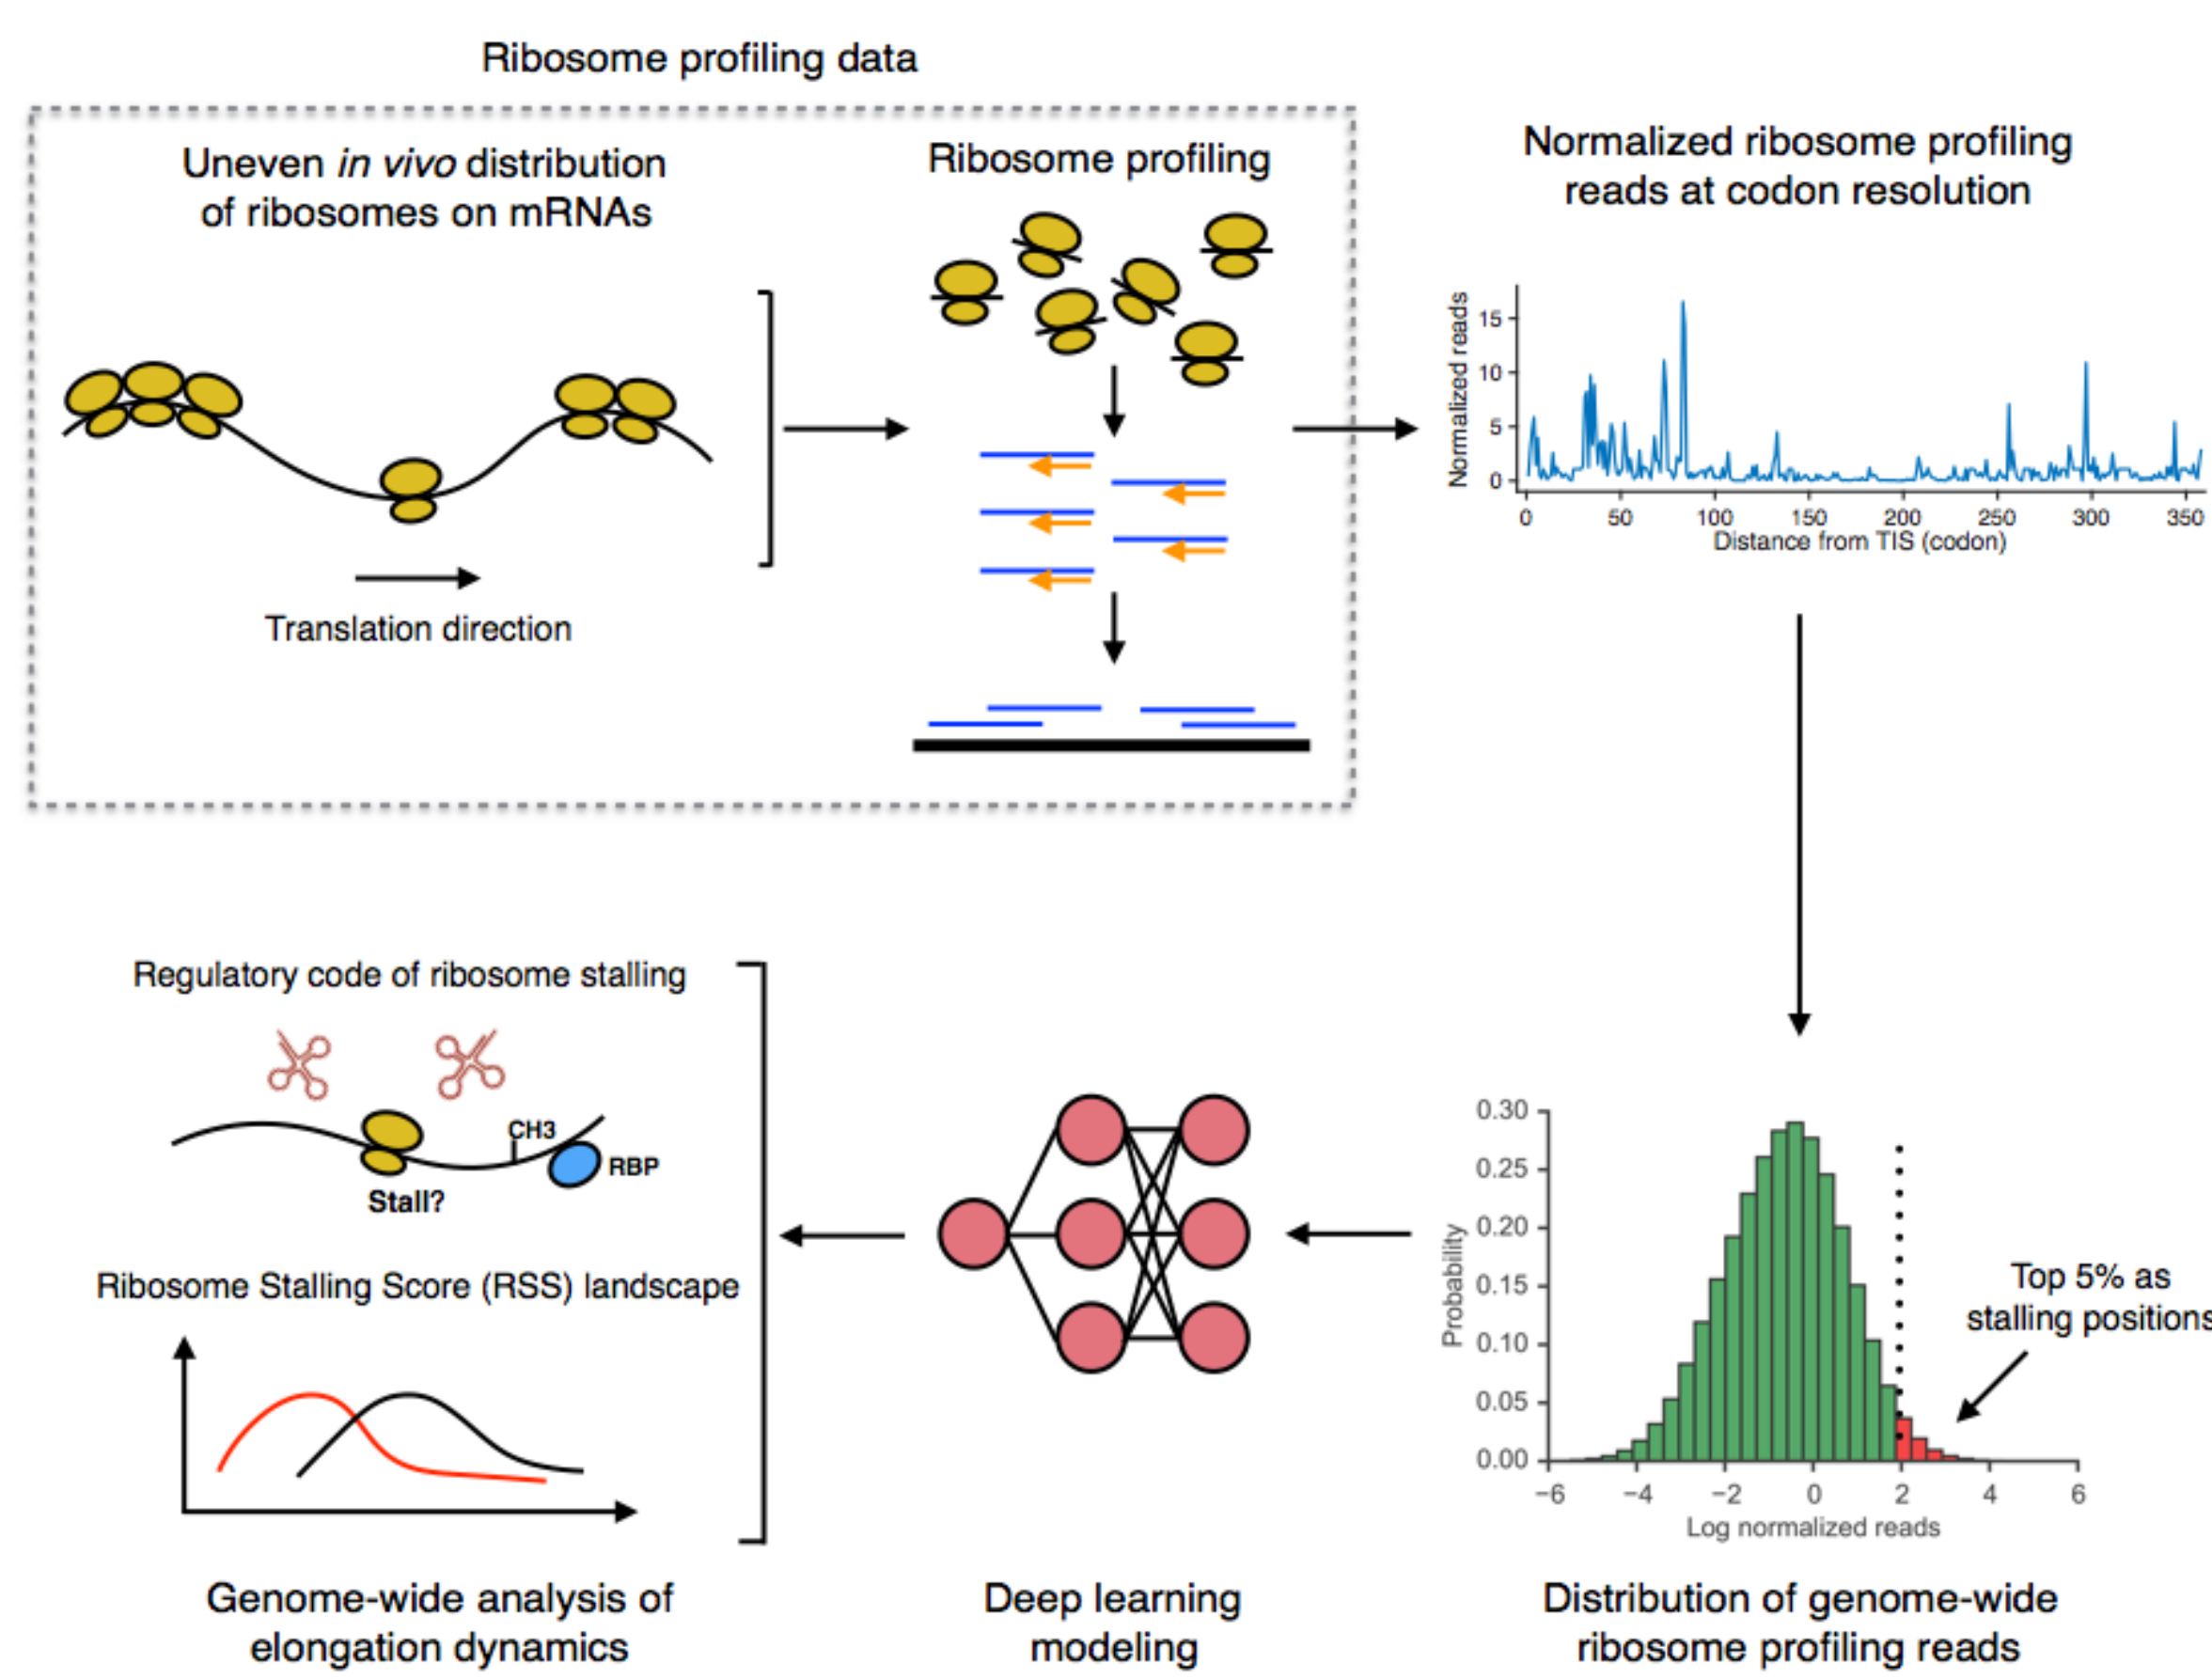 Ribosome profiling data
Uneven in vivo distribution
of ribosomes on mRNAs
Translation direction
Ribosome profiling
Normalized ribosome profiling
reads at codon resolution
Normalized reads
15
10
5
0
0 50 100 150 200 250 300 350
Distance from TIS (codon)
Regulatory code of ribosome stalling
CH3
RBP
Stall?
Ribosome Stalling Score (RSS) landscape
Genome-wide analysis of
elongation dynamics
Deep learning
modeling
Probability
0.30
0.25
0.20
0.15
0.10
0.05
0.00
−6 −4 −2 0 2 4 6
Log normalized reads
Top 5% as
stalling positions
Distribution of genome-wide
ribosome profiling reads